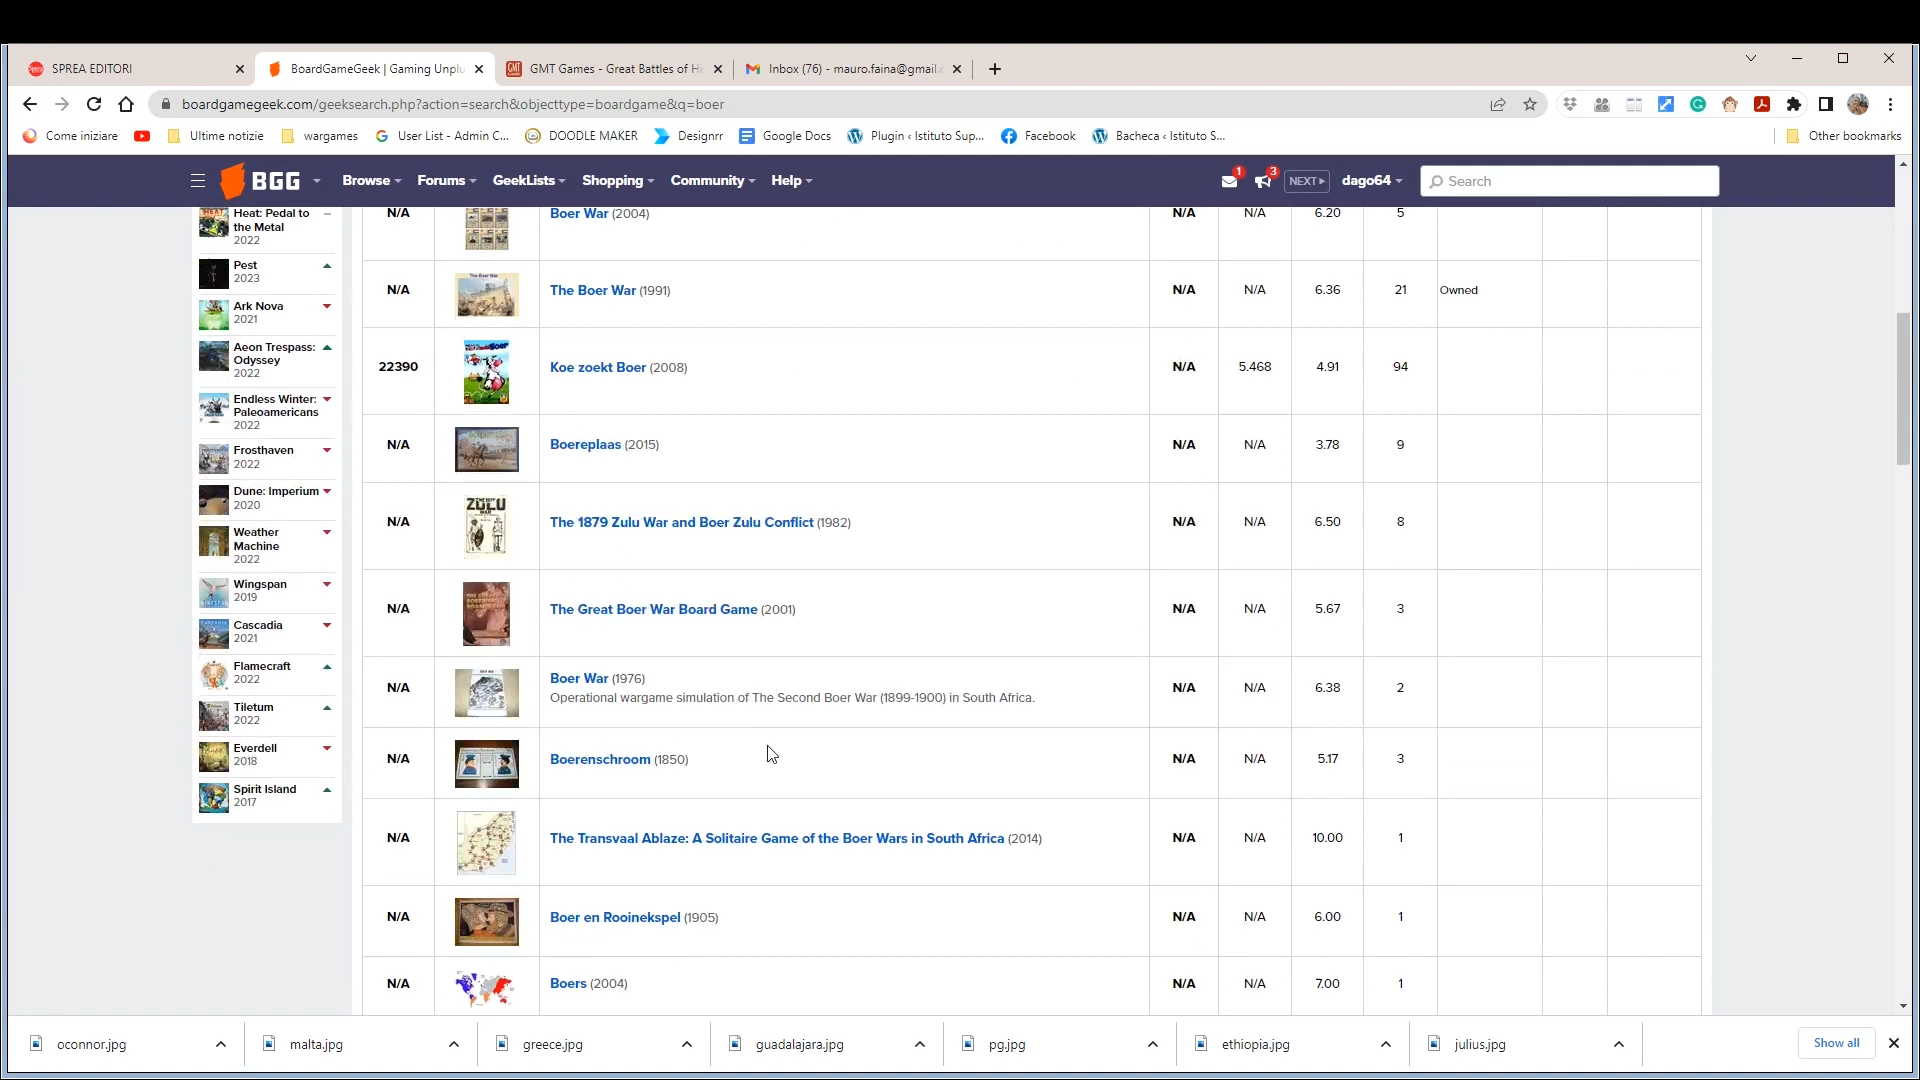 SPREA EDITORI
BoardGameGeek | Gaming Unplu
GMT Games - Great Battles of Hi
Inbox (76) - mauro.faina@gmail.c
boardgamegeek.com/geeksearch.php?action=search&objecttype=boardgame&q=boer
Come iniziare
Ultime notizie
wargames
User List - Admin C...
DOODLE MAKER
Designrr
Google Docs
Plugin ‹ Istituto Sup...
Facebook
Bacheca ‹ Istituto S...
Other bookmarks
BGG
Browse
Forums
GeekLists
Shopping
Community
Help
1
3
NEXT
dago64
Search
Heat: Pedal to
the Metal
2022
Pest
2023
Ark Nova
2021
Aeon Trespass:
Odyssey
2022
Endless Winter:
Paleoamericans
2022
Frosthaven
2022
Dune: Imperium
2020
Weather
Machine
2022
Wingspan
2019
Cascadia
2021
Flamecraft
2022
Tiletum
2022
Everdell
2018
Spirit Island
2017
N/A Boer War (2004) N/A N/A 6.20 5
The Boer War
N/A The Boer War (1991) N/A N/A 6.36 21 Owned
22390 Koe zoekt Boer (2008) N/A 5.468 4.91 94
N/A Boereplaas (2015) N/A N/A 3.78 9
ZULU
N/A The 1879 Zulu War and Boer Zulu Conflict (1982) N/A N/A 6.50 8
N/A The Great Boer War Board Game (2001) N/A N/A 5.67 3
Boer War (1976)
N/A Operational wargame simulation of The Second Boer War (1899-1900) in South Africa. N/A N/A 6.38 2
N/A Boerenschroom (1850) N/A N/A 5.17 3
N/A The Transvaal Ablaze: A Solitaire Game of the Boer Wars in South Africa (2014) N/A N/A 10.00 1
N/A Boer en Rooinekspel (1905) N/A N/A 6.00 1
N/A Boers (2004) N/A N/A 7.00 1
oconnor.jpg
malta.jpg
greece.jpg
guadalajara.jpg
pg.jpg
ethiopia.jpg
julius.jpg
Show all